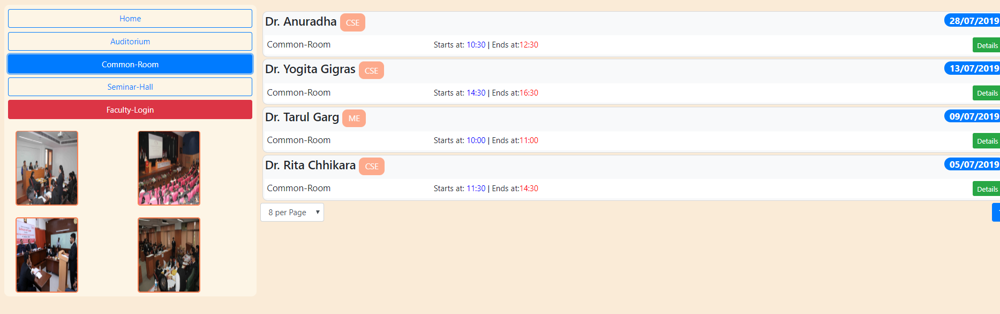 Home
Auditorium
Common-Room
Seminar-Hall
Faculty-Login
Dr. Anuradha CSE 28/07/2019
Common-Room Starts at: 10:30 | Ends at:12:30 Details
Dr. Yogita Gigras CSE 13/07/2019
Common-Room Starts at: 14:30 | Ends at:16:30 Details
Dr. Tarul Garg ME 09/07/2019
Common-Room Starts at: 10:00 | Ends at:11:00 Details
Dr. Rita Chhikara CSE 05/07/2019
Common-Room Starts at: 11:30 | Ends at:14:30 Details
8 per Page